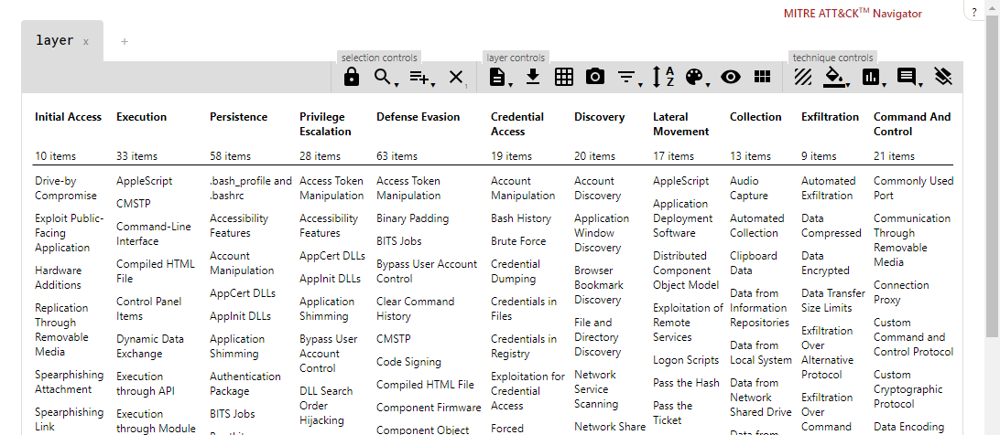 MITRE ATT&CK™ Navigator
?
layer x +
selection controls
layer controls
technique controls
1
A
Z
Initial Access
10 items
Drive-by
Compromise
Exploit Public-
Facing
Application
Hardware
Additions
Replication
Through
Removable
Media
Spearphishing
Attachment
Spearphishing
Link
Execution
33 items
AppleScript
CMSTP
Command-Line
Interface
Compiled HTML
File
Control Panel
Items
Dynamic Data
Exchange
Execution
through API
Execution
through Module
Persistence
58 items
.bash_profile and
.bashrc
Accessibility
Features
Account
Manipulation
AppCert DLLs
AppInit DLLs
Application
Shimming
Authentication
Package
BITS Jobs
Privilege
Escalation
28 items
Access Token
Manipulation
Accessibility
Features
AppCert DLLs
AppInit DLLs
Application
Shimming
Bypass User
Account
Control
DLL Search
Order
Hijacking
Defense Evasion
63 items
Access Token
Manipulation
Binary Padding
BITS Jobs
Bypass User Account
Control
Clear Command
History
CMSTP
Code Signing
Compiled HTML File
Component Firmware
Component Object
Credential
Access
19 items
Account
Manipulation
Bash History
Brute Force
Credential
Dumping
Credentials in
Files
Credentials in
Registry
Exploitation for
Credential
Access
Forced
Discovery
20 items
Account
Discovery
Application
Window
Discovery
Browser
Bookmark
Discovery
File and
Directory
Discovery
Network
Service
Scanning
Network Share
Lateral
Movement
17 items
AppleScript
Application
Deployment
Software
Distributed
Component
Object Model
Exploitation of
Remote
Services
Logon Scripts
Pass the Hash
Pass the
Ticket
Collection
13 items
Audio
Capture
Automated
Collection
Clipboard
Data
Data from
Information
Repositories
Data from
Local System
Data from
Network
Shared Drive
Data from
Exfiltration
9 items
Automated
Exfiltration
Data
Compressed
Data
Encrypted
Data Transfer
Size Limits
Exfiltration
Over
Alternative
Protocol
Exfiltration
Over
Command
Command And
Control
21 items
Commonly Used
Port
Communication
Through
Removable
Media
Connection
Proxy
Custom
Command and
Control Protocol
Custom
Cryptographic
Protocol
Data Encoding